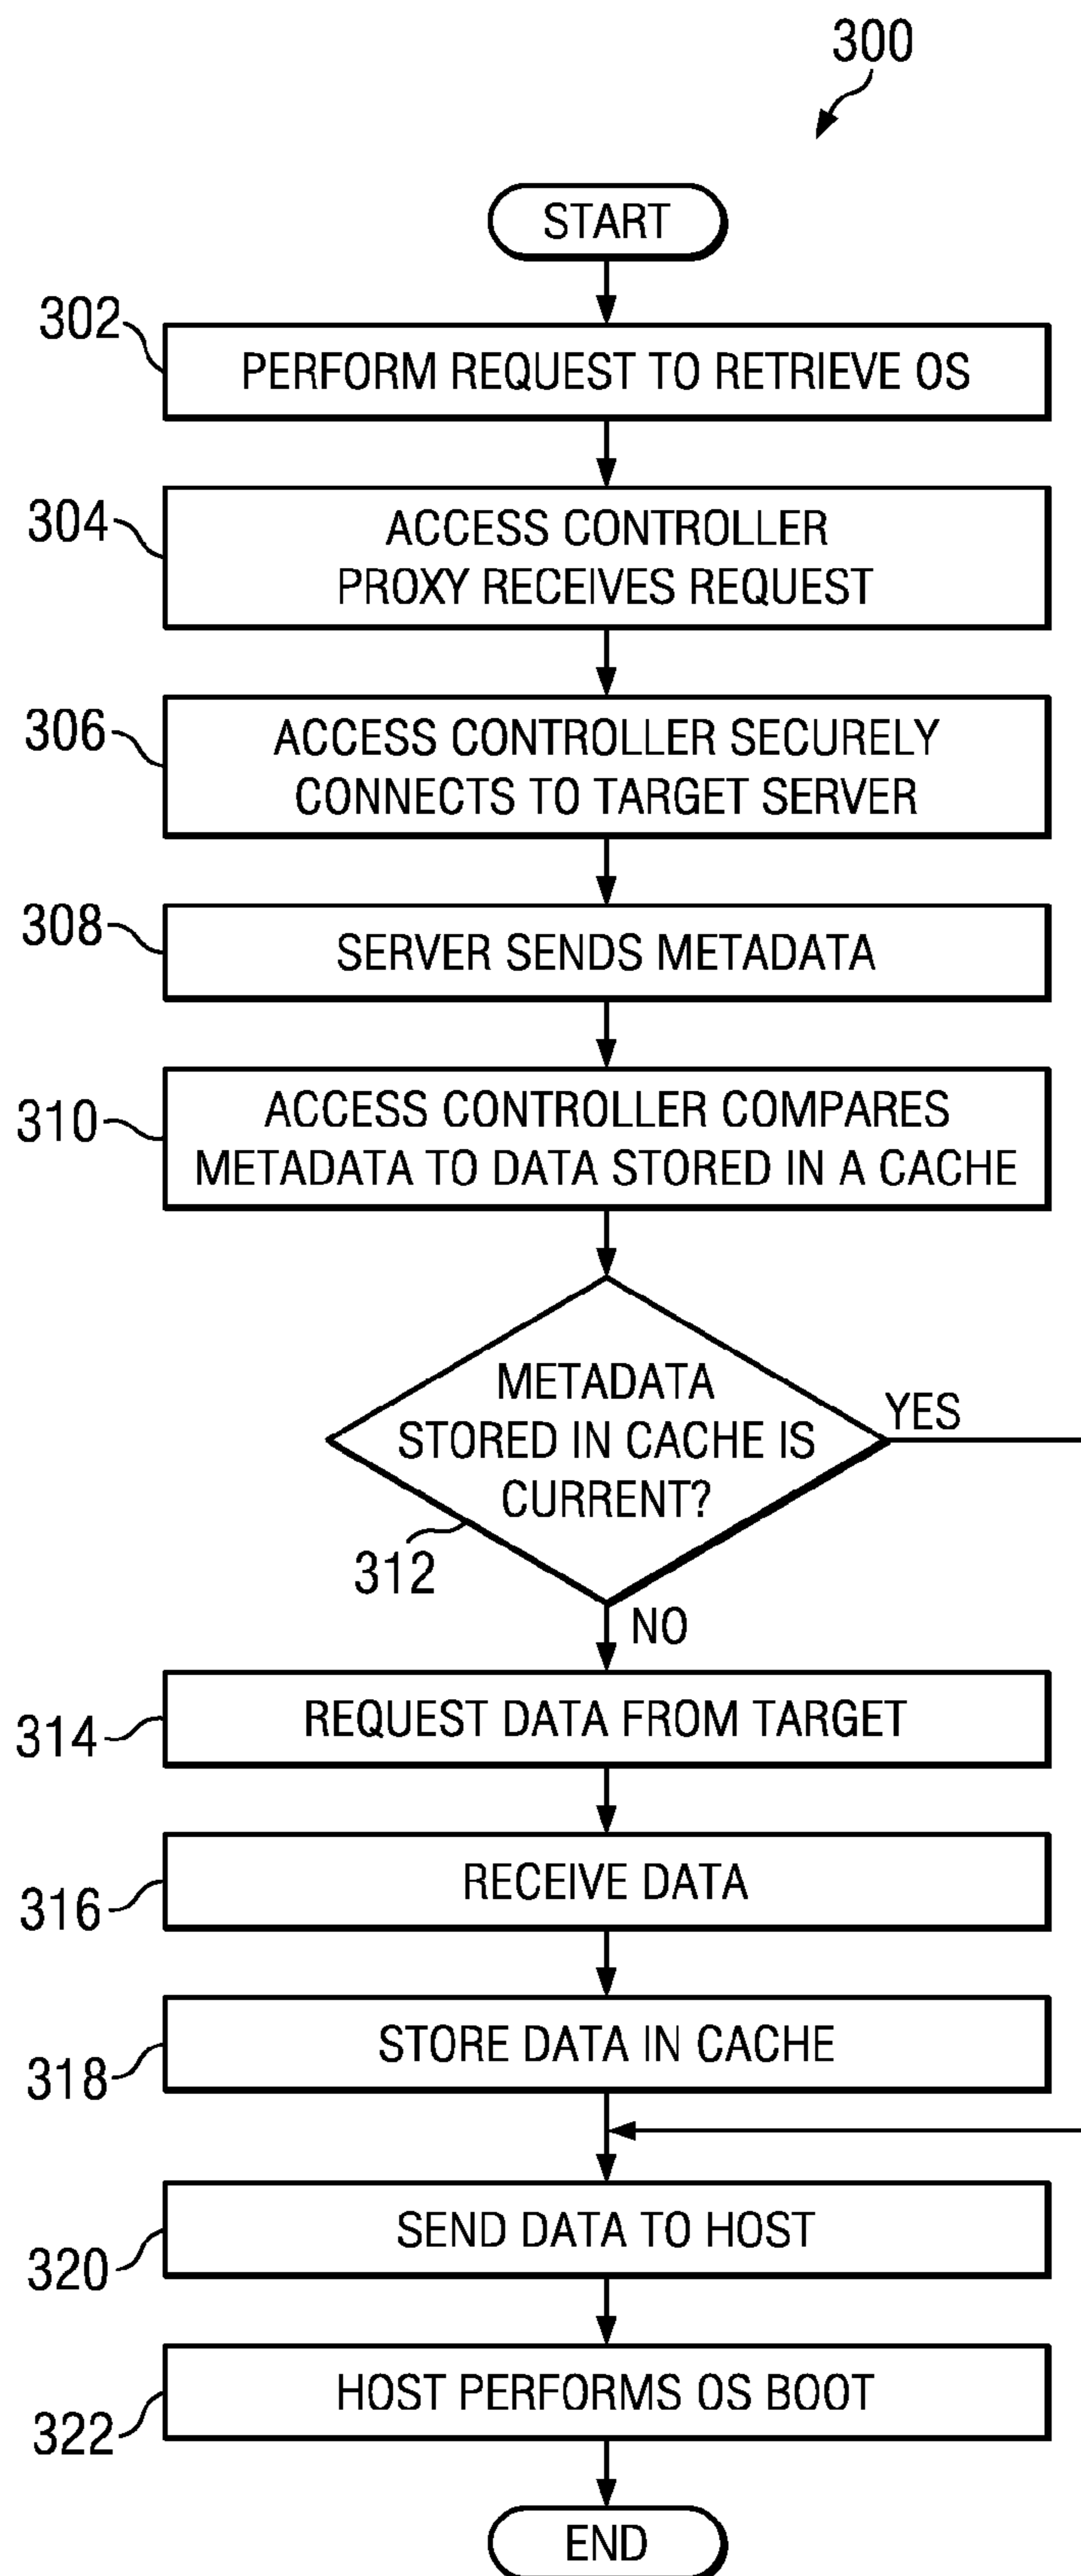 300
START
302
PERFORM REQUEST TO RETRIEVE OS
304
ACCESS CONTROLLER
PROXY RECEIVES REQUEST
306
ACCESS CONTROLLER SECURELY
CONNECTS TO TARGET SERVER
308
SERVER SENDS METADATA
310
ACCESS CONTROLLER COMPARES
METADATA TO DATA STORED IN A CACHE
METADATA
STORED IN CACHE IS
CURRENT?
YES
312
NO
314
REQUEST DATA FROM TARGET
316
RECEIVE DATA
318
STORE DATA IN CACHE
320
SEND DATA TO HOST
322
HOST PERFORMS OS BOOT
END